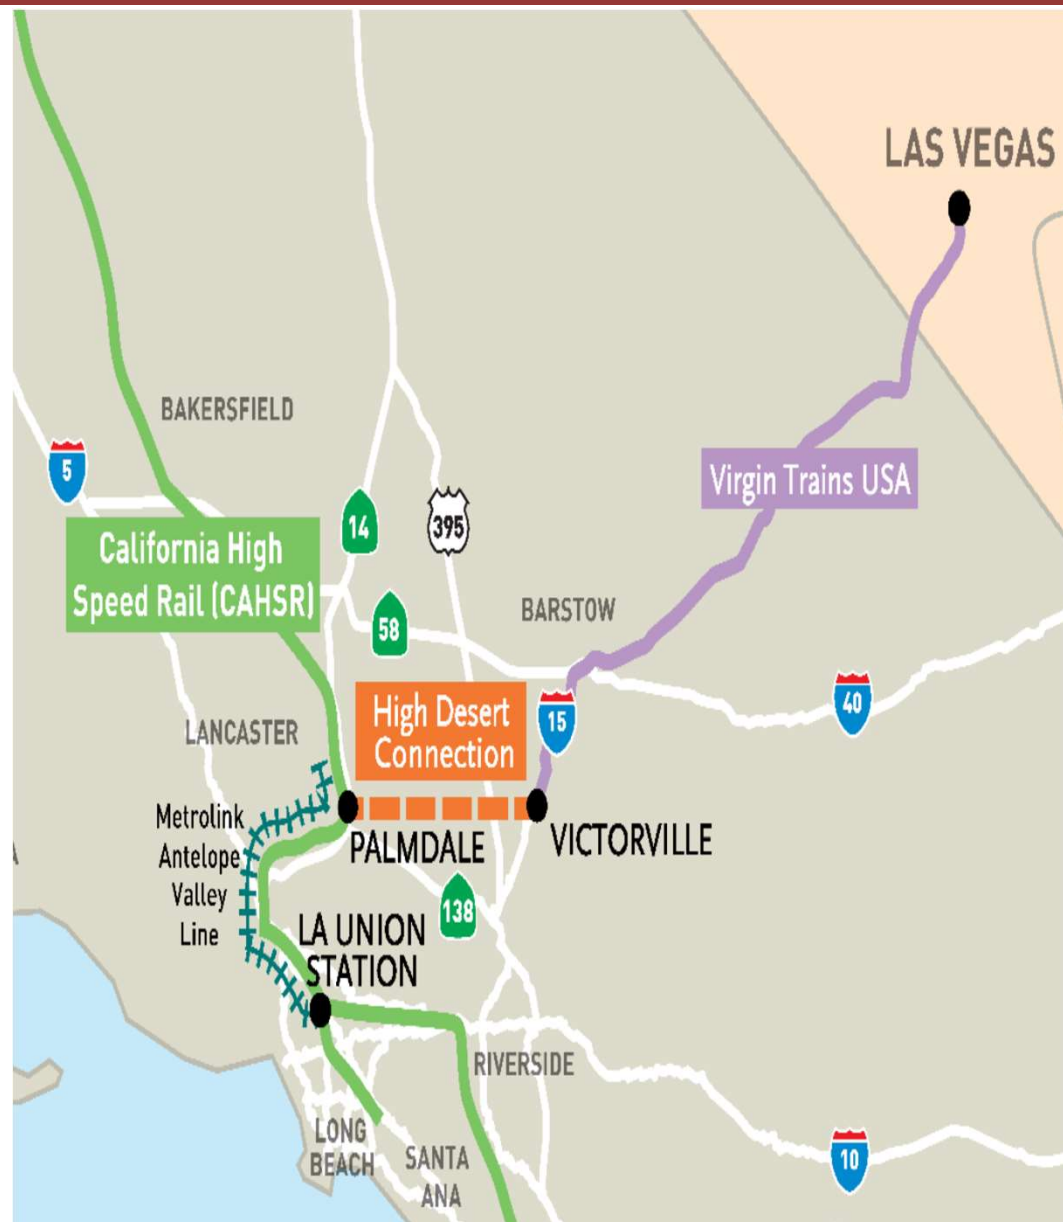 LAS VEGAS
BAKERSFIELD
5
Virgin Trains USA
14
395
California High
Speed Rail (CAHSR)
58
BARSTOW
High Desert
Connection
15
40
LANCASTER
Metrolink
Antelope
Valley
Line
PALMDALE
VICTORVILLE
138
LA UNION
STATION
RIVERSIDE
LONG
BEACH
SANTA
ANA
10